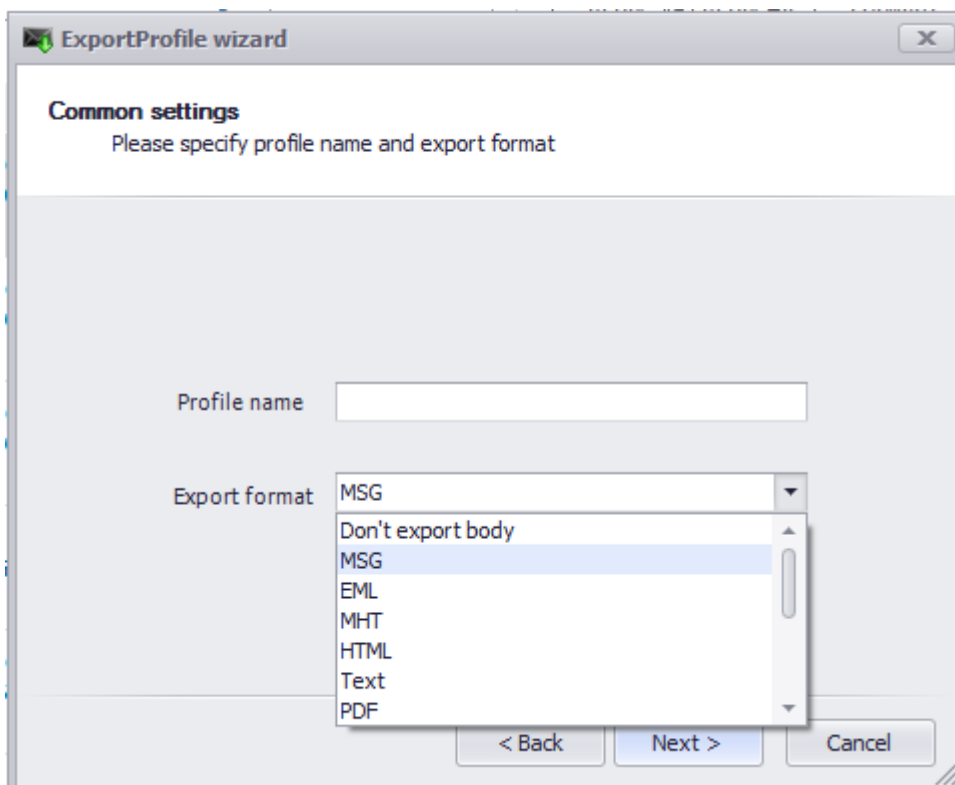 ExportProfile wizard
Common settings
Please specify profile name and export format
Profile name
Export format MSG
Don't export body
MSG
EML
MHT
HTML
Text
PDF
< Back Next > Cancel